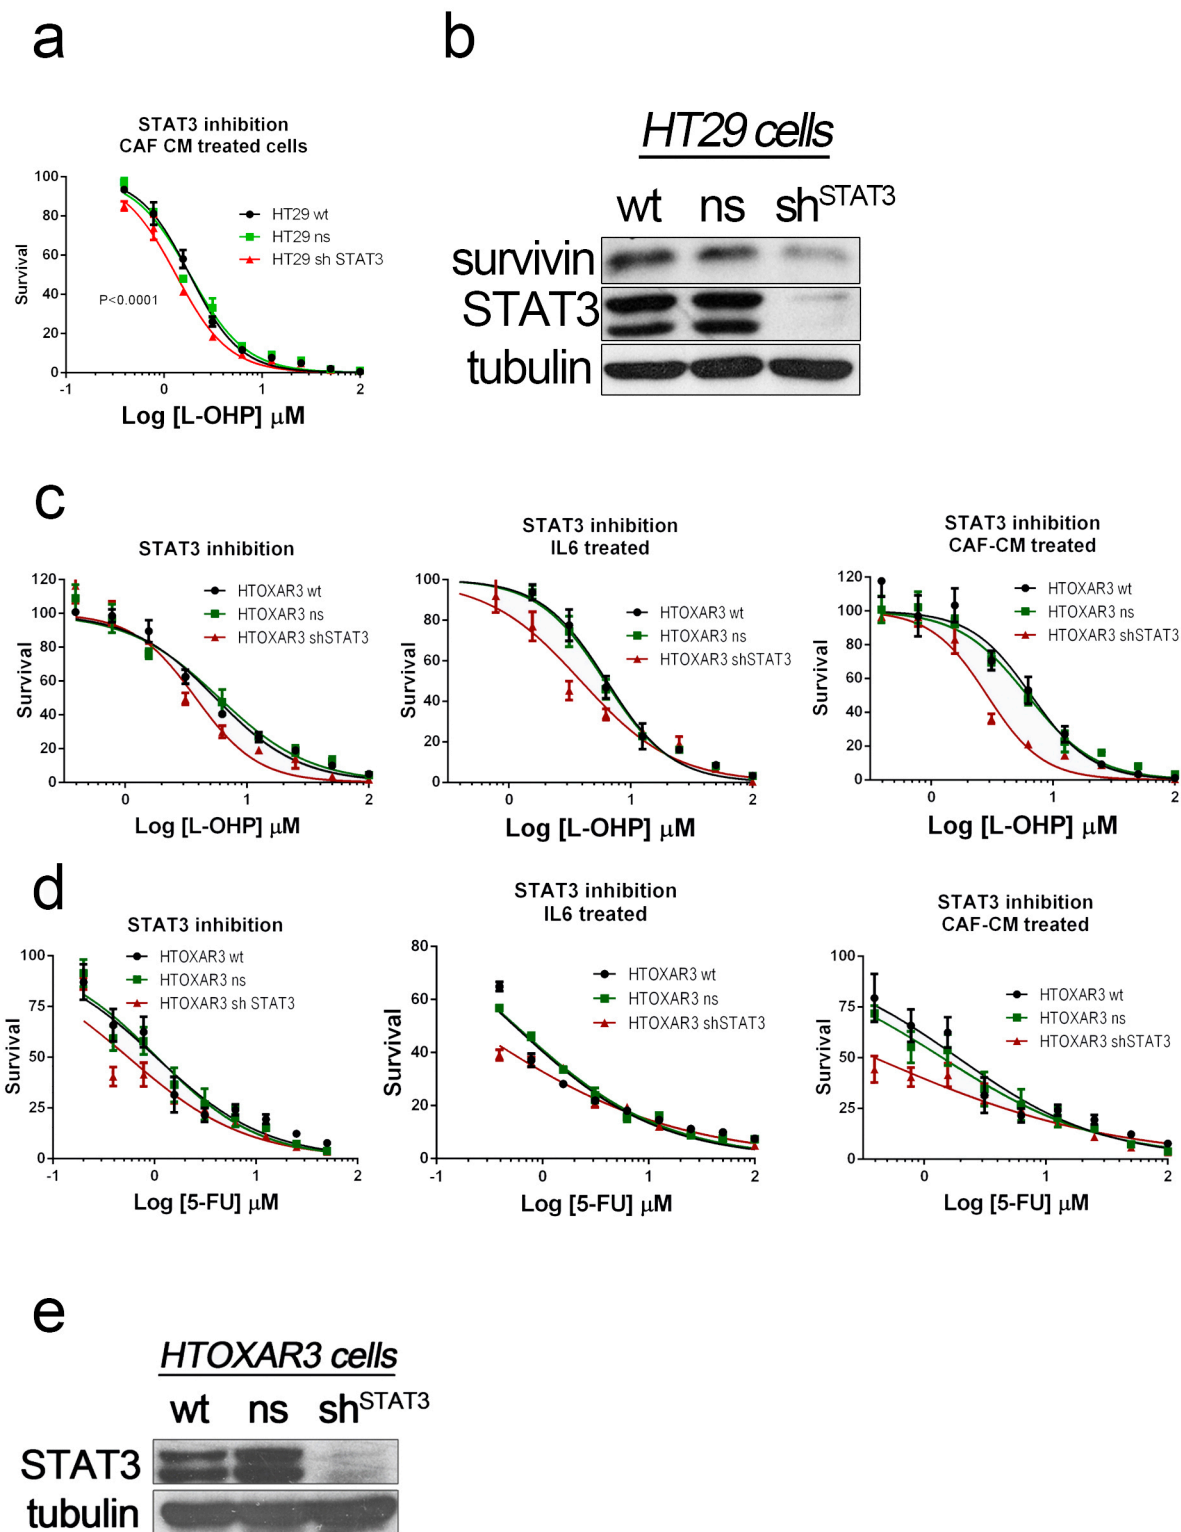 a
STAT3 inhibition
CAF CM treated cells
100
80
60
40
20
0
Survival
HT29 wt
HT29 ns
HT29 sh STAT3
P<0.0001
-1
0
1
2
Log [L-OHP] μM
b
HT29 cells
wt ns shSTAT3
survivin
STAT3
tubulin
c
STAT3 inhibition
120
100
80
60
40
20
0
Survival
HTOXAR3 wt
HTOXAR3 ns
HTOXAR3 shSTAT3
0
1
2
Log [L-OHP] μM
STAT3 inhibition
IL6 treated
100
80
60
40
20
0
Survival
HTOXAR3 wt
HTOXAR3 ns
HTOXAR3 shSTAT3
0
1
2
Log [L-OHP] μM
STAT3 inhibition
CAF-CM treated
120
100
80
60
40
20
0
Survival
HTOXAR3 wt
HTOXAR3 ns
HTOXAR3 shSTAT3
0
1
2
Log [L-OHP] μM
d
STAT3 inhibition
100
75
50
25
0
Survival
HTOXAR3 wt
HTOXAR3 ns
HTOXAR3 sh STAT3
-1
0
1
2
Log [5-FU] μM
STAT3 inhibition
IL6 treated
80
60
40
20
0
Survival
HTOXAR3 wt
HTOXAR3 ns
HTOXAR3 shSTAT3
-1
0
1
2
Log [5-FU] μM
STAT3 inhibition
CAF-CM treated
100
75
50
25
0
Survival
HTOXAR3 wt
HTOXAR3 ns
HTOXAR3 shSTAT3
0
1
2
Log [5-FU] μM
e
HTOXAR3 cells
wt ns shSTAT3
STAT3
tubulin